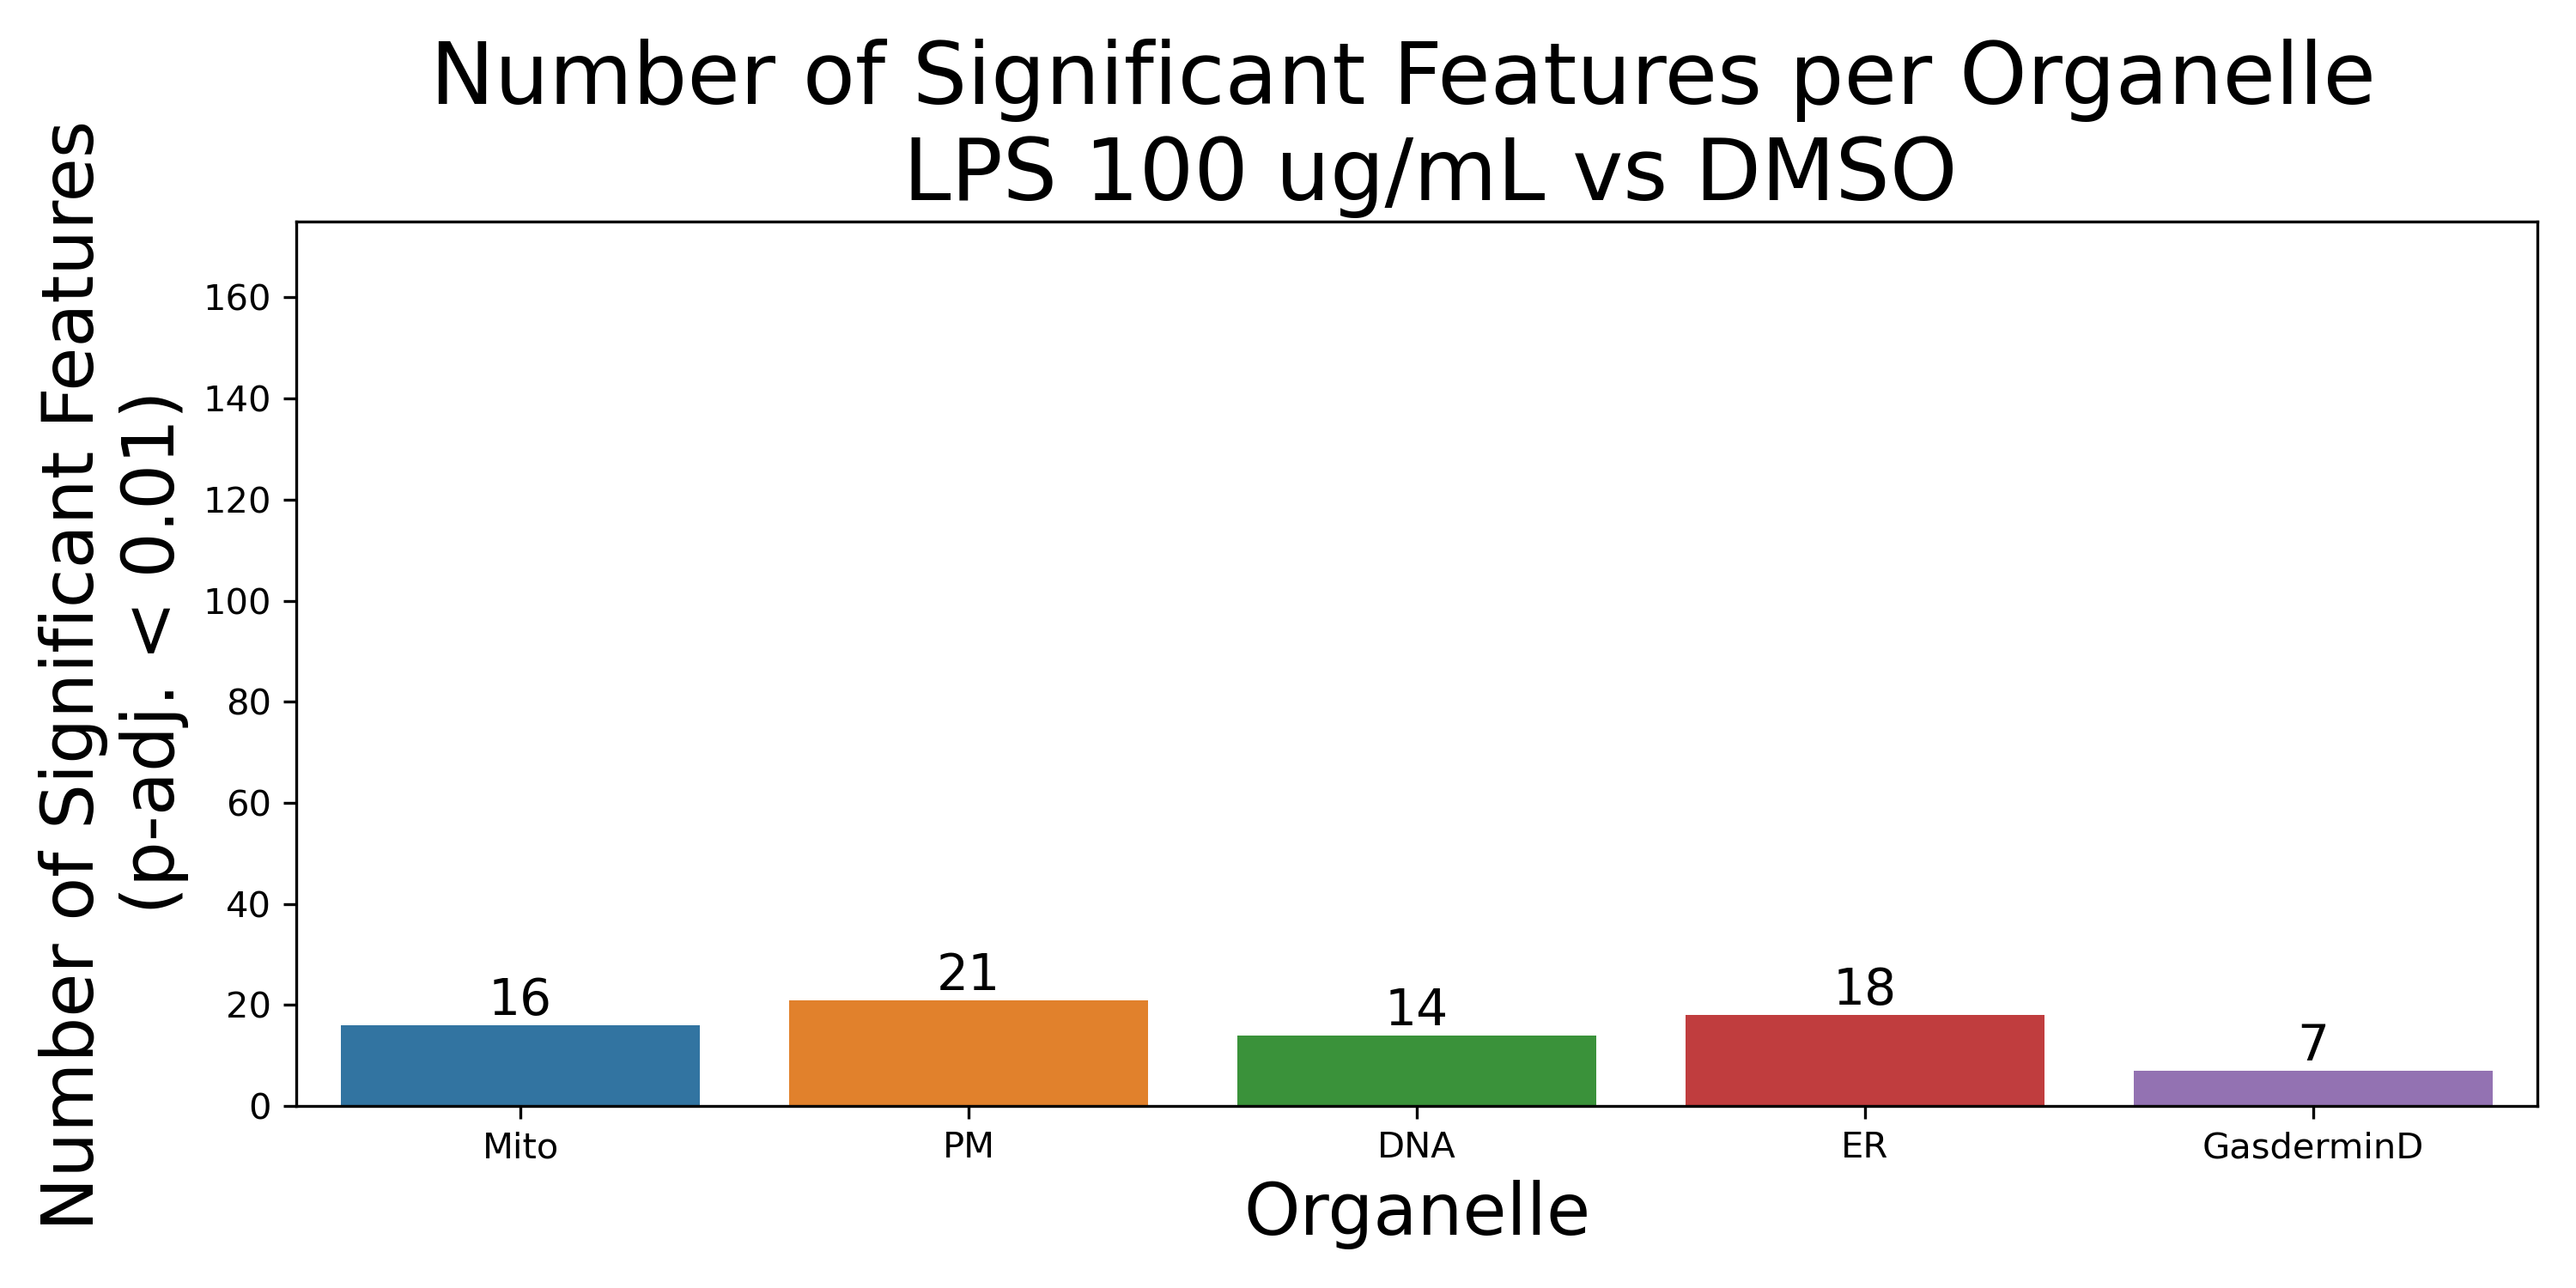 Number of Significant Features per Organelle
LPS 100 ug/mL vs DMSO
Number of Significant Features
(p-adj. < 0.01)
160
140
120
100
80
60
40
20
0
16
21
14
18
7
Mito
PM
DNA
ER
GasderminD
Organelle